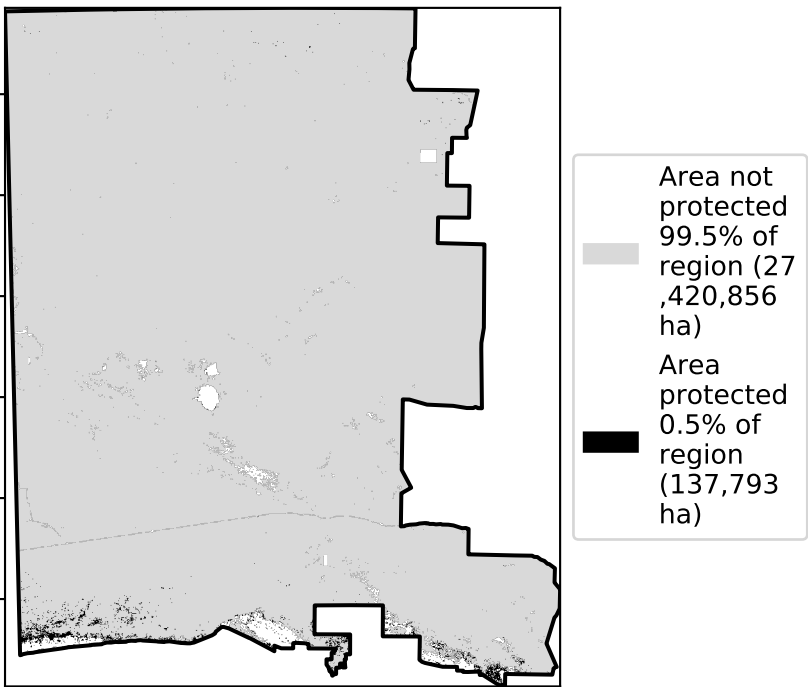 Area not
protected
99.5% of
region (27
,420,856
ha)
Area
protected
0.5% of
region
(137,793
ha)